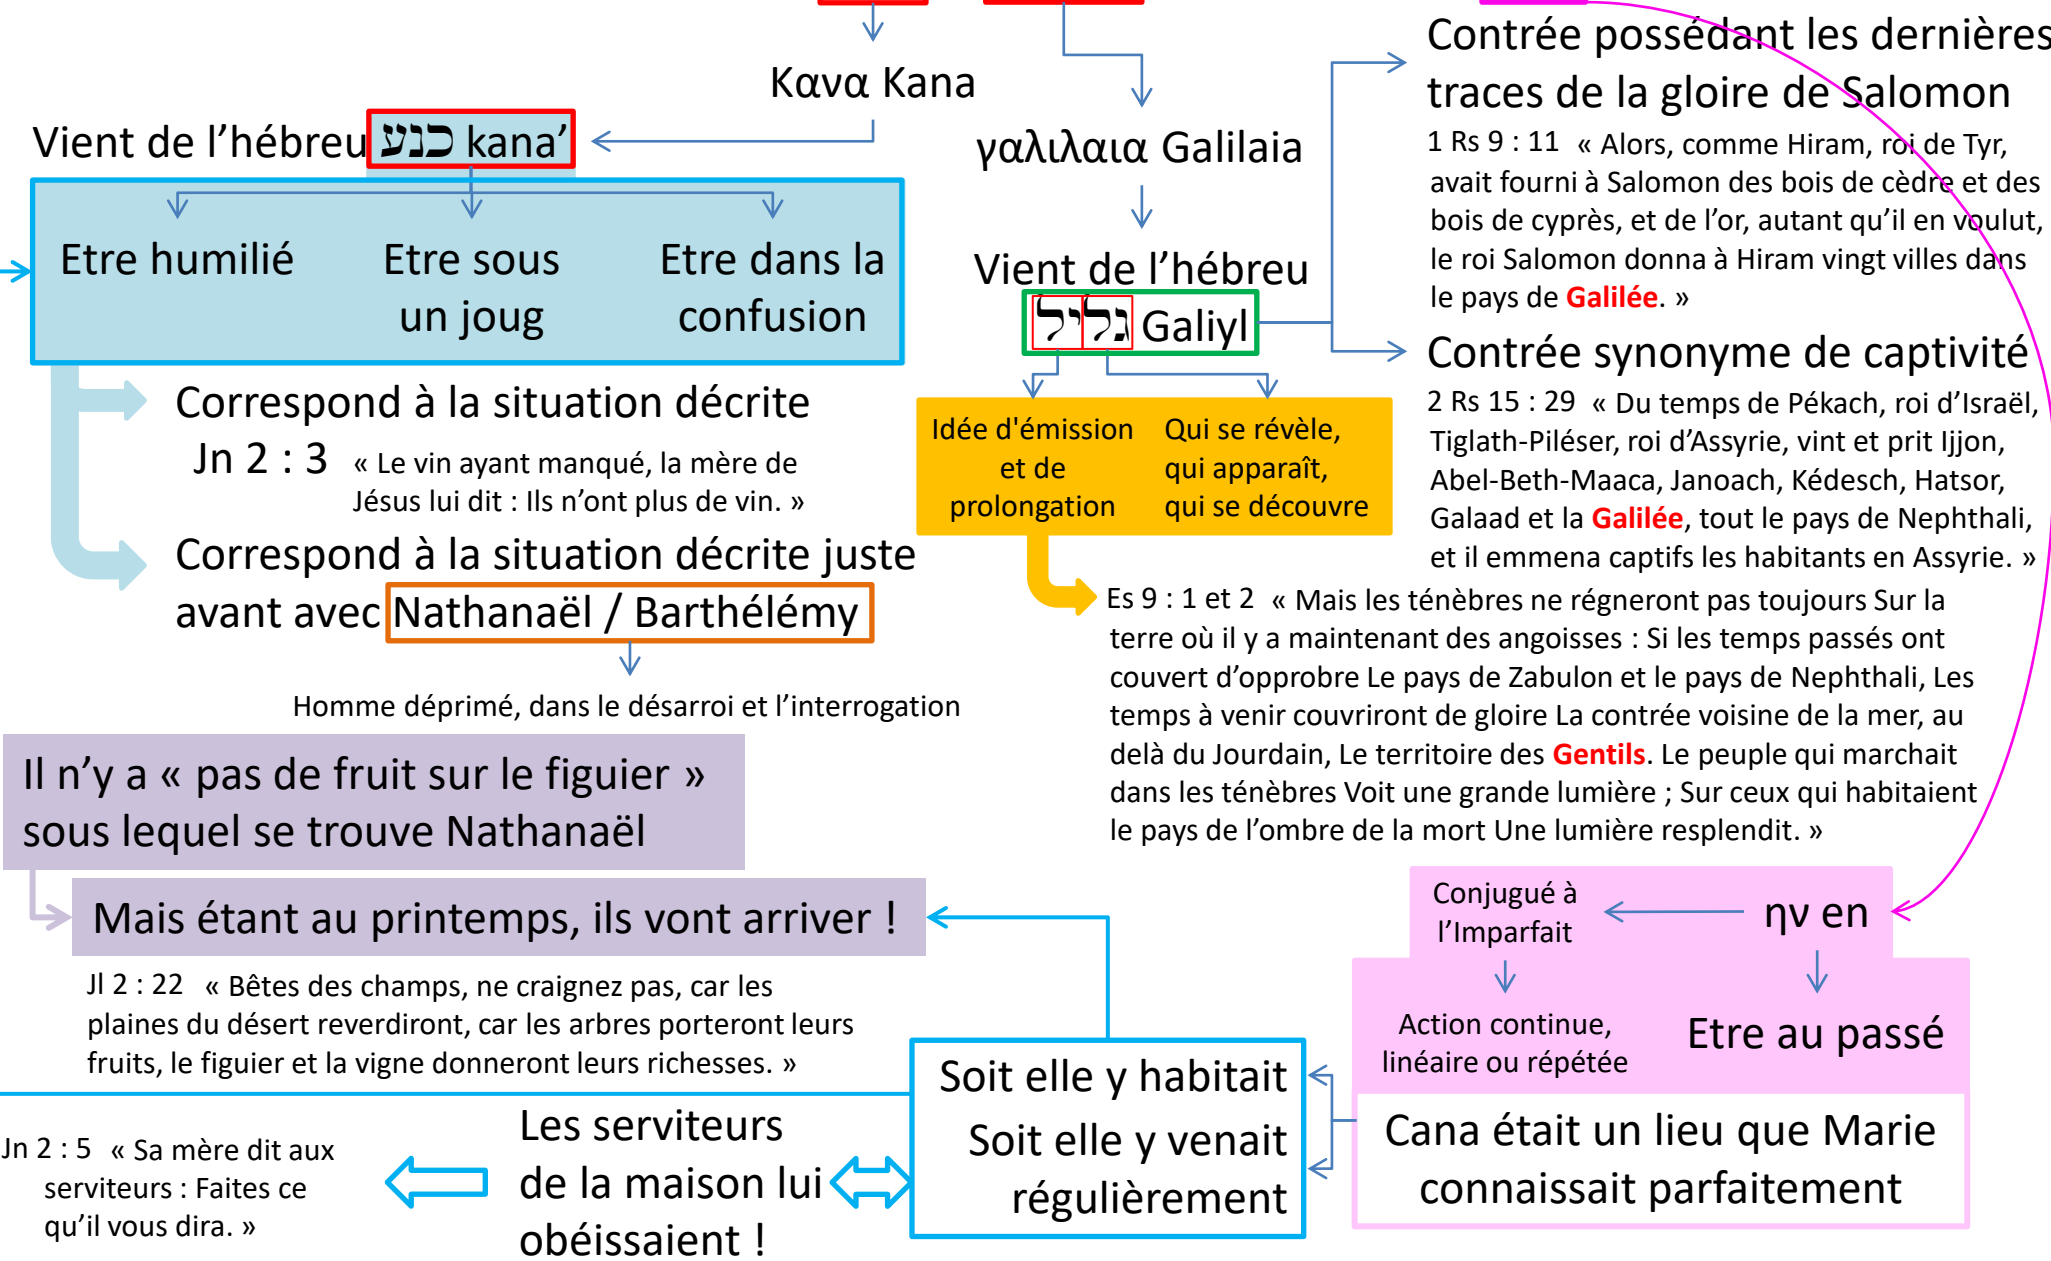 Κανα Kana
Vient de l’hébreu כנע kana’
Etre humilié
Etre sous
un joug
Etre dans la
confusion
Correspond à la situation décrite
Jn 2 : 3 « Le vin ayant manqué, la mère de
Jésus lui dit : Ils n’ont plus de vin. »
Correspond à la situation décrite juste
avant avec Nathanaël / Barthélémy
Homme déprimé, dans le désarroi et l’interrogation
Il n’y a « pas de fruit sur le figuier »
sous lequel se trouve Nathanaël
Mais étant au printemps, ils vont arriver !
Jl 2 : 22 « Bêtes des champs, ne craignez pas, car les
plaines du désert reverdiront, car les arbres porteront leurs
fruits, le figuier et la vigne donneront leurs richesses. »
γαλιλαια Galilaia
Vient de l’hébreu
גליל Galiyl
Idée d'émission
et de
prolongation
Qui se révèle,
qui apparaît,
qui se découvre
Contrée possédant les dernières
traces de la gloire de Salomon
1 Rs 9 : 11 « Alors, comme Hiram, roi de Tyr,
avait fourni à Salomon des bois de cèdre et des
bois de cyprès, et de l’or, autant qu’il en voulut,
le roi Salomon donna à Hiram vingt villes dans
le pays de Galilée. »
Contrée synonyme de captivité
2 Rs 15 : 29 « Du temps de Pékach, roi d’Israël,
Tiglath-Piléser, roi d’Assyrie, vint et prit Ijjon,
Abel-Beth-Maaca, Janoach, Kédesch, Hatsor,
Galaad et la Galilée, tout le pays de Nephthali,
et il emmena captifs les habitants en Assyrie. »
Es 9 : 1 et 2 « Mais les ténèbres ne régneront pas toujours Sur la
terre où il y a maintenant des angoisses : Si les temps passés ont
couvert d’opprobre Le pays de Zabulon et le pays de Nephthali, Les
temps à venir couvriront de gloire La contrée voisine de la mer, au
delà du Jourdain, Le territoire des Gentils. Le peuple qui marchait
dans les ténèbres Voit une grande lumière ; Sur ceux qui habitaient
le pays de l’ombre de la mort Une lumière resplendit. »
ην en
Conjugué à
l’Imparfait
Action continue,
linéaire ou répétée
Etre au passé
Cana était un lieu que Marie
connaissait parfaitement
Soit elle y habitait
Soit elle y venait
régulièrement
Les serviteurs
de la maison lui
obéissaient !
Jn 2 : 5 « Sa mère dit aux
serviteurs : Faites ce
qu’il vous dira. »